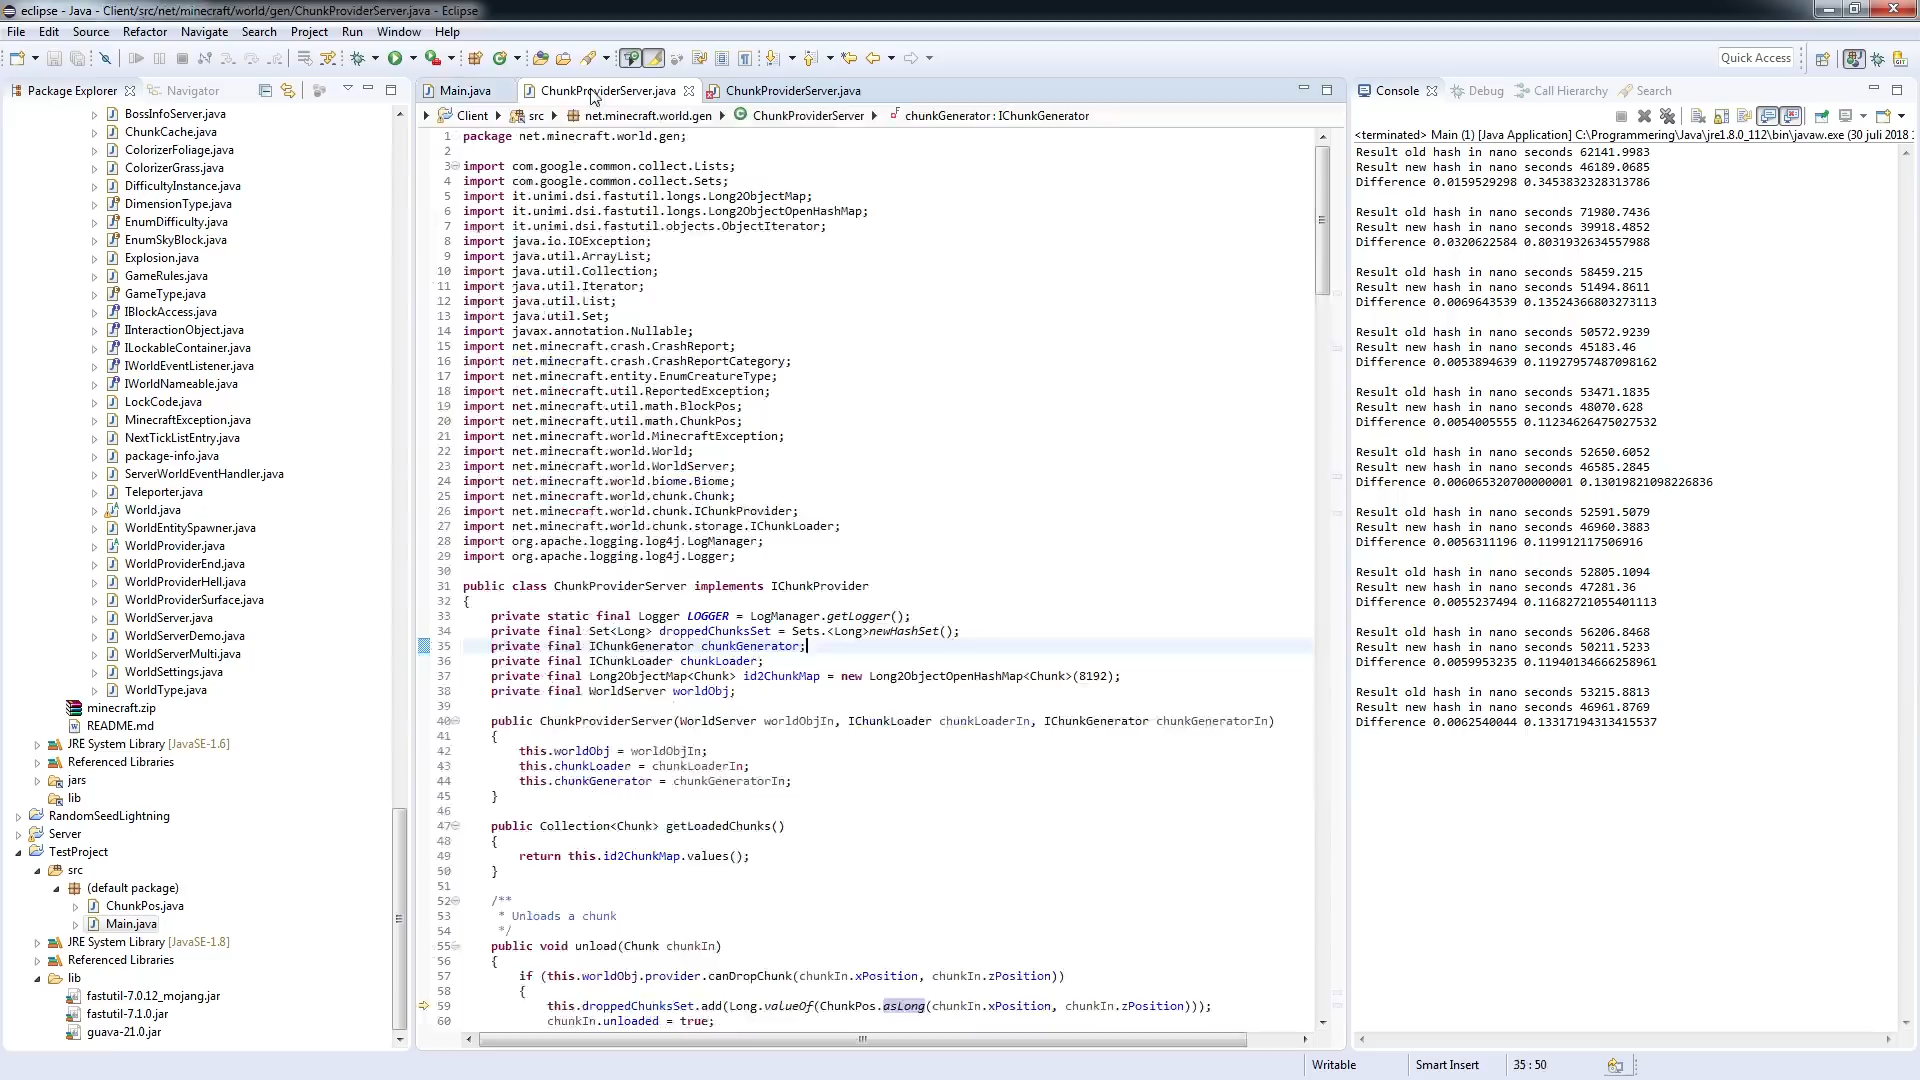 eclipse - Java - Client/src/net/minecraft/world/gen/ChunkProviderServer.java - Eclipse
File Edit Source Refactor Navigate Search Project Run Window Help
Quick Access
Package Explorer Navigator
BossInfoServer.java
ChunkCache.java
ColorizerFoliage.java
ColorizerGrass.java
DifficultyInstance.java
DimensionType.java
EnumDifficulty.java
EnumSkyBlock.java
Explosion.java
GameRules.java
GameType.java
IBlockAccess.java
IInteractionObject.java
ILockableContainer.java
IWorldEventListener.java
IWorldNameable.java
LockCode.java
MinecraftException.java
NextTickListEntry.java
package-info.java
ServerWorldEventHandler.java
Teleporter.java
World.java
WorldEntitySpawner.java
WorldProvider.java
WorldProviderEnd.java
WorldProviderHell.java
WorldProviderSurface.java
WorldServer.java
WorldServerDemo.java
WorldServerMulti.java
WorldSettings.java
WorldType.java
minecraft.zip
README.md
JRE System Library [JavaSE-1.6]
Referenced Libraries
jars
lib
RandomSeedLightning
Server
TestProject
src
(default package)
ChunkPos.java
Main.java
JRE System Library [JavaSE-1.8]
Referenced Libraries
lib
fastutil-7.0.12_mojang.jar
fastutil-7.1.0.jar
guava-21.0.jar
Main.java ChunkProviderServer.java ChunkProviderServer.java
Client src net.minecraft.world.gen ChunkProviderServer chunkGenerator : IChunkGenerator
1 package net.minecraft.world.gen;
2
3 import com.google.common.collect.Lists;
4 import com.google.common.collect.Sets;
5 import it.unimi.dsi.fastutil.longs.Long2ObjectMap;
6 import it.unimi.dsi.fastutil.longs.Long2ObjectOpenHashMap;
7 import it.unimi.dsi.fastutil.objects.ObjectIterator;
8 import java.io.IOException;
9 import java.util.ArrayList;
10 import java.util.Collection;
11 import java.util.Iterator;
12 import java.util.List;
13 import java.util.Set;
14 import javax.annotation.Nullable;
15 import net.minecraft.crash.CrashReport;
16 import net.minecraft.crash.CrashReportCategory;
17 import net.minecraft.entity.EnumCreatureType;
18 import net.minecraft.util.ReportedException;
19 import net.minecraft.util.math.BlockPos;
20 import net.minecraft.util.math.ChunkPos;
21 import net.minecraft.world.MinecraftException;
22 import net.minecraft.world.World;
23 import net.minecraft.world.WorldServer;
24 import net.minecraft.world.biome.Biome;
25 import net.minecraft.world.chunk.Chunk;
26 import net.minecraft.world.chunk.IChunkProvider;
27 import net.minecraft.world.chunk.storage.IChunkLoader;
28 import org.apache.logging.log4j.LogManager;
29 import org.apache.logging.log4j.Logger;
30
31 public class ChunkProviderServer implements IChunkProvider
32 {
33 private static final Logger LOGGER = LogManager.getLogger();
34 private final Set<Long> droppedChunksSet = Sets.<Long>newHashSet();
35 private final IChunkGenerator chunkGenerator;
36 private final IChunkLoader chunkLoader;
37 private final Long2ObjectMap<Chunk> id2ChunkMap = new Long2ObjectOpenHashMap<Chunk>(8192);
38 private final WorldServer worldObj;
39
40 public ChunkProviderServer(WorldServer worldObjIn, IChunkLoader chunkLoaderIn, IChunkGenerator chunkGeneratorIn)
41 {
42 this.worldObj = worldObjIn;
43 this.chunkLoader = chunkLoaderIn;
44 this.chunkGenerator = chunkGeneratorIn;
45 }
46
47 public Collection<Chunk> getLoadedChunks()
48 {
49 return this.id2ChunkMap.values();
50 }
51
52 /**
53 * Unloads a chunk
54 */
55 public void unload(Chunk chunkIn)
56 {
57 if (this.worldObj.provider.canDropChunk(chunkIn.xPosition, chunkIn.zPosition))
58 {
59 this.droppedChunksSet.add(Long.valueOf(ChunkPos.asLong(chunkIn.xPosition, chunkIn.zPosition)));
60 chunkIn.unloaded = true;
Console Debug Call Hierarchy Search
<terminated> Main (1) [Java Application] C:\Programming\Java\jre1.8.0_112\bin\javaw.exe (30 juli 2018
Result old hash in nano seconds 62141.9983
Result new hash in nano seconds 46189.0685
Difference 0.0159529298 0.3453832328313786
Result old hash in nano seconds 71980.7436
Result new hash in nano seconds 39918.4852
Difference 0.0320622584 0.8031932634557988
Result old hash in nano seconds 58459.215
Result new hash in nano seconds 51494.8611
Difference 0.0069643539 0.13524366803273113
Result old hash in nano seconds 50572.9239
Result new hash in nano seconds 45183.46
Difference 0.0053894639 0.11927957487098162
Result old hash in nano seconds 53471.1835
Result new hash in nano seconds 48070.628
Difference 0.0054005555 0.11234626475027532
Result old hash in nano seconds 52650.6052
Result new hash in nano seconds 46585.2845
Difference 0.006065320700000001 0.13019821098226836
Result old hash in nano seconds 52591.5079
Result new hash in nano seconds 46960.3883
Difference 0.0056311196 0.119912117506916
Result old hash in nano seconds 52805.1094
Result new hash in nano seconds 47281.36
Difference 0.0055237494 0.11682721055401113
Result old hash in nano seconds 56206.8468
Result new hash in nano seconds 50211.5233
Difference 0.0059953235 0.11940134666258961
Result old hash in nano seconds 53215.8813
Result new hash in nano seconds 46961.8769
Difference 0.0062540044 0.13317194313415537
Writable Smart Insert 35 : 50